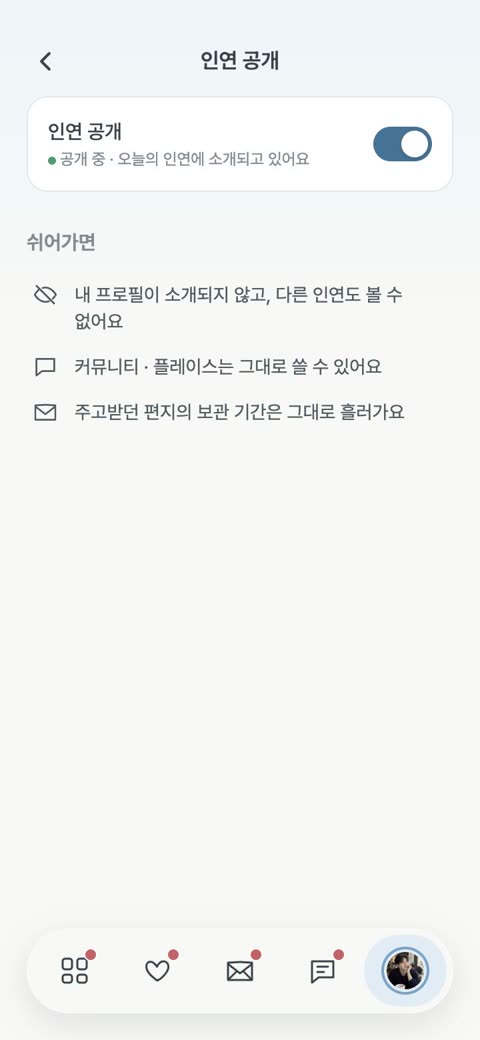 인연 공개
인연 공개
공개 중 · 오늘의 인연에 소개되고 있어요
쉬어가면
내 프로필이 소개되지 않고, 다른 인연도 볼 수
없어요
커뮤니티 · 플레이스는 그대로 쓸 수 있어요
주고받던 편지의 보관 기간은 그대로 흘러가요